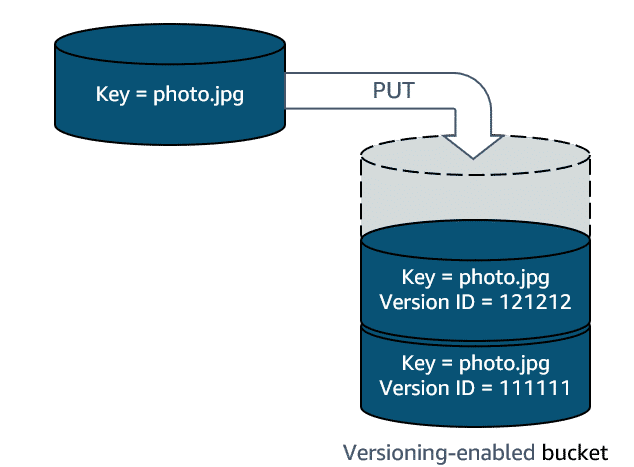 Key = photo.jpg
PUT
Key = photo.jpg
Version ID = 121212
Key = photo.jpg
Version ID = 111111
Versioning-enabled bucket